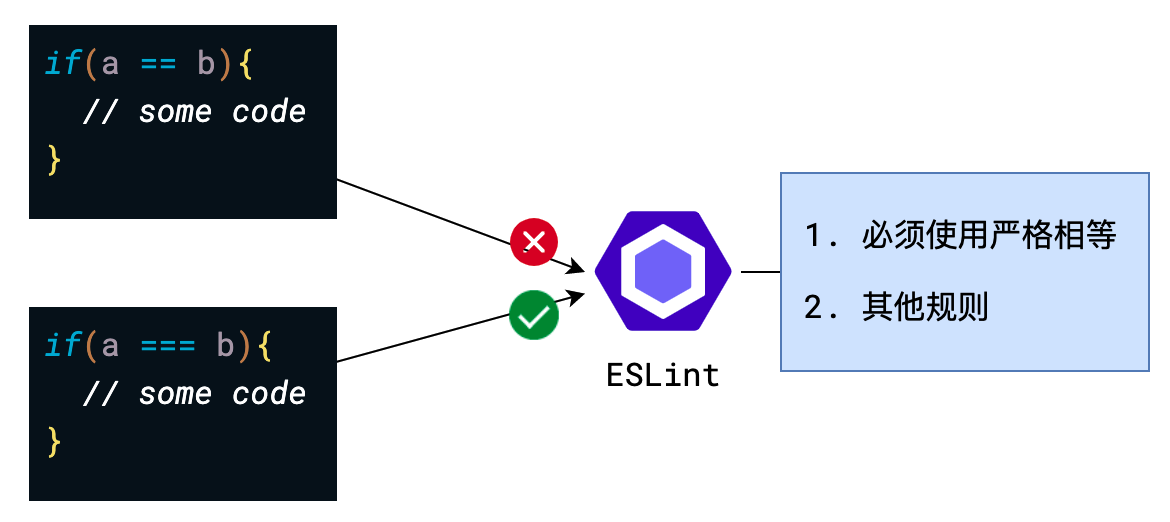 if(a == b){
// some code
}
if(a === b){
// some code
}
ESLint
1. 必须使用严格相等
2. 其他规则